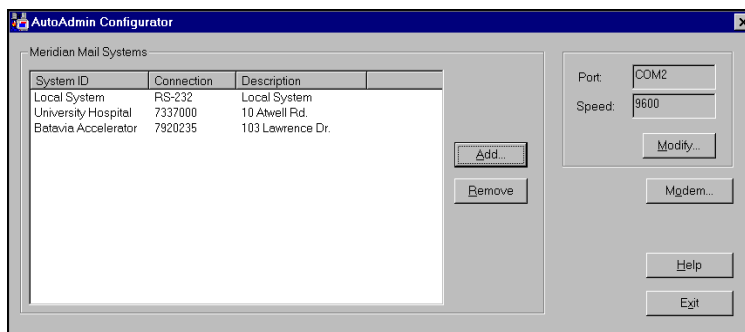 AutoAdmin Configurator
Meridian Mail Systems
System ID Connection Description
Local System RS-232 Local System
University Hospital 7337000 10 Atwell Rd.
Batavia Accelerator 7920235 103 Lawrence Dr.
Add...
Remove
Port: COM2
Speed: 9600
Modify...
Modem...
Help
Exit